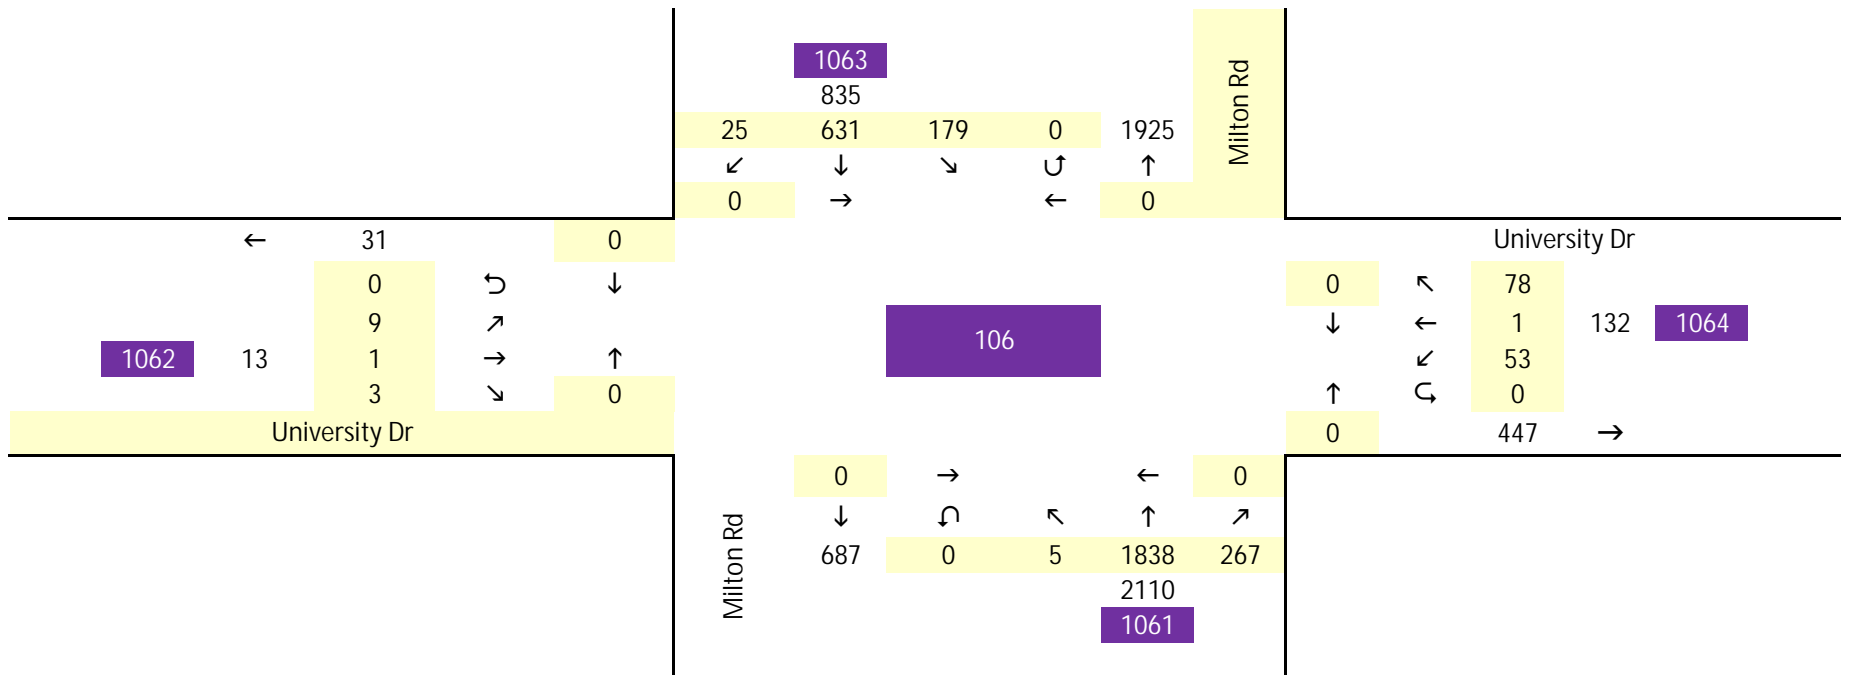 1063
835
25 631 179 0 1925
↙ ↓ ↘ ⮍ ↑
0 → ← 0
Milton Rd
← 31 0
University Dr
0 ⮌ ↓
0 ↖ 78
9 ↗
↓ ← 1 132 1064
106
1062 13 1 → ↑
↙ 53
3 ↘ 0
↑ ⮎ 0
University Dr
0 447 →
0 → ← 0
↓ ⮏ ↖ ↑ ↗
Milton Rd
687 0 5 1838 267
2110
1061